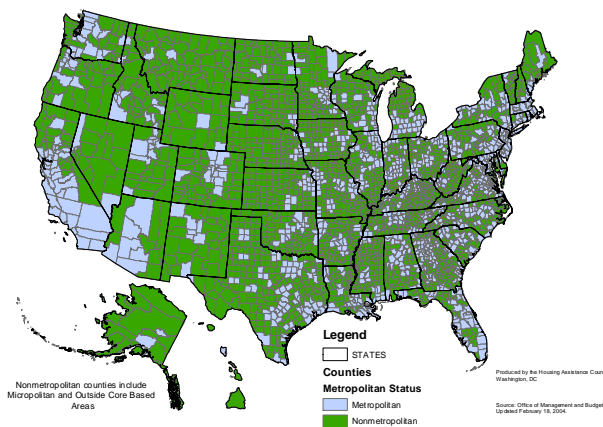 Legend
STATES
Counties
Metropolitan Status
Metropolitan
Nonmetropolitan
Nonmetropolitan counties include
Micropolitan and Outside Core Based
Areas
Produced by the Housing Assistance Coun
Washington, DC
Source: Office of Management and Budget
Updated February 18, 2004.